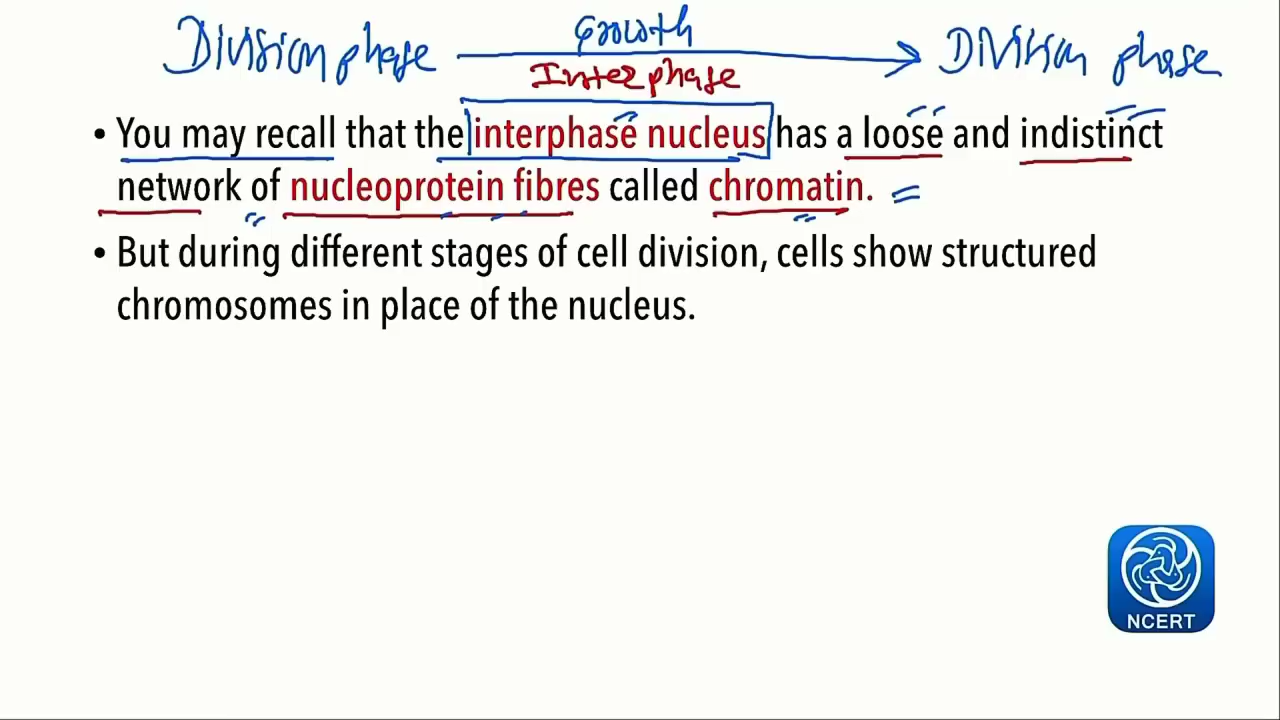 Division phase Growth Division phase
Interphase
• You may recall that the interphase nucleus has a loose and indistinct
network of nucleoprotein fibres called chromatin.
• But during different stages of cell division, cells show structured
chromosomes in place of the nucleus.
NCERT